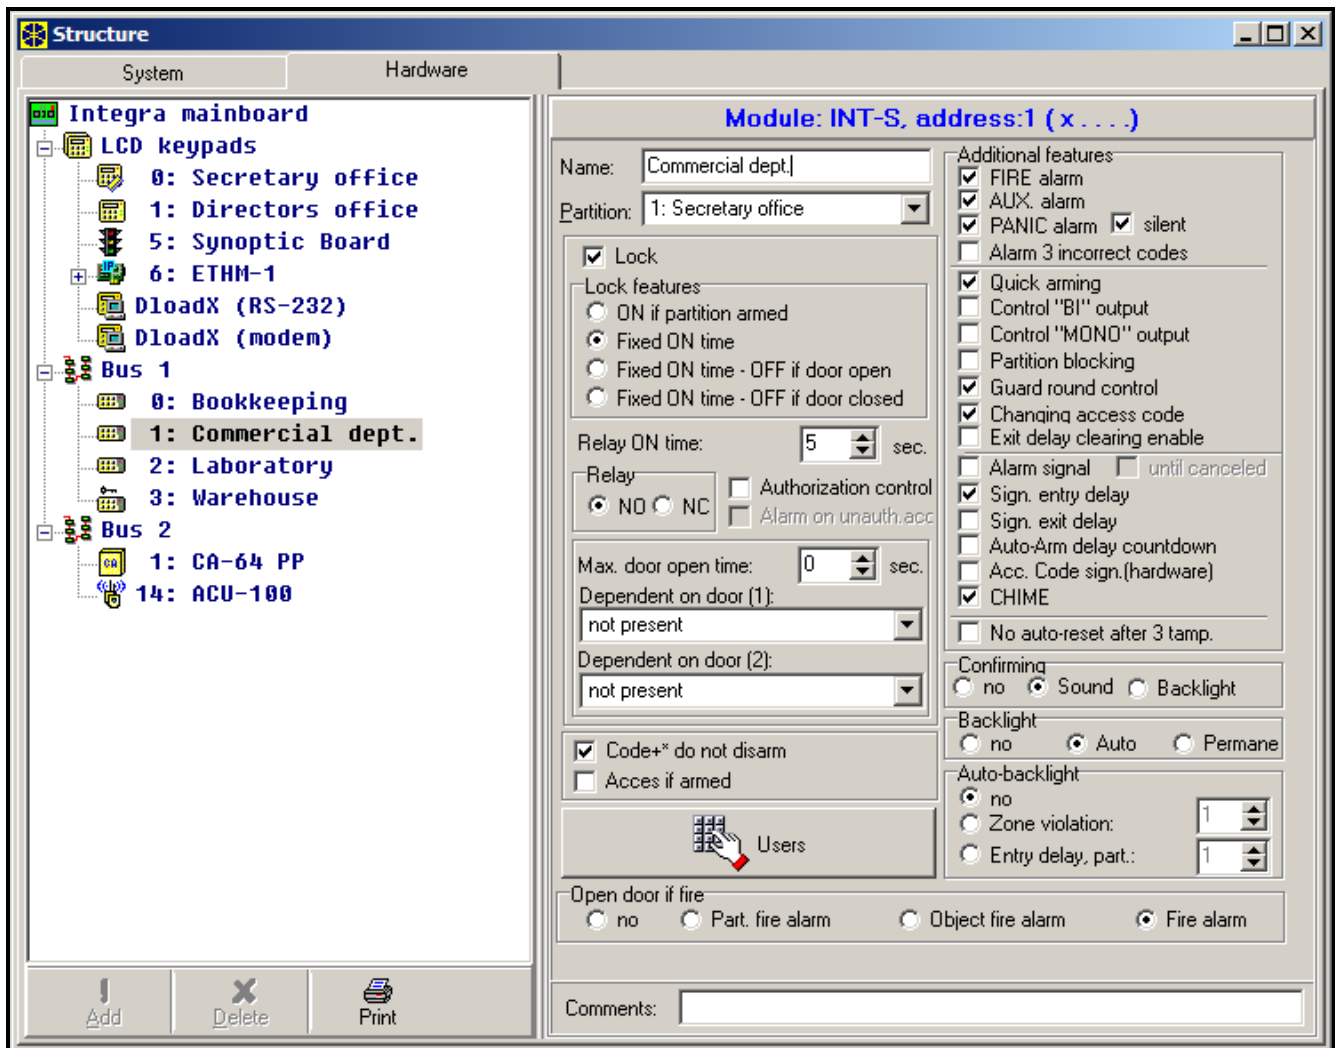 Structure
System
Hardware
Integra mainboard
LCD keypads
0: Secretary office
1: Directors office
5: Synoptic Board
6: ETHM-1
DloadX (RS-232)
DloadX (modem)
Bus 1
0: Bookkeeping
1: Commercial dept.
2: Laboratory
3: Warehouse
Bus 2
1: CA-64 PP
14: ACU-100
Add
Delete
Print
Module: INT-S, address:1 ( x . . . .)
Name: Commercial dept.
Partition: 1: Secretary office
Lock
Lock features
ON if partition armed
Fixed ON time
Fixed ON time - OFF if door open
Fixed ON time - OFF if door closed
Relay ON time: 5 sec.
Relay
NO NC
Authorization control
Alarm on unauth.acc
Max. door open time: 0 sec.
Dependent on door (1):
not present
Dependent on door (2):
not present
Code+* do not disarm
Acces if armed
Users
Additional features
FIRE alarm
AUX. alarm
PANIC alarm silent
Alarm 3 incorrect codes
Quick arming
Control "BI" output
Control "MONO" output
Partition blocking
Guard round control
Changing access code
Exit delay clearing enable
Alarm signal until canceled
Sign. entry delay
Sign. exit delay
Auto-Arm delay countdown
Acc. Code sign.(hardware)
CHIME
No auto-reset after 3 tamp.
Confirming
no Sound Backlight
Backlight
no Auto Permane
Auto-backlight
no
Zone violation: 1
Entry delay, part.: 1
Open door if fire
no Part. fire alarm Object fire alarm Fire alarm
Comments: